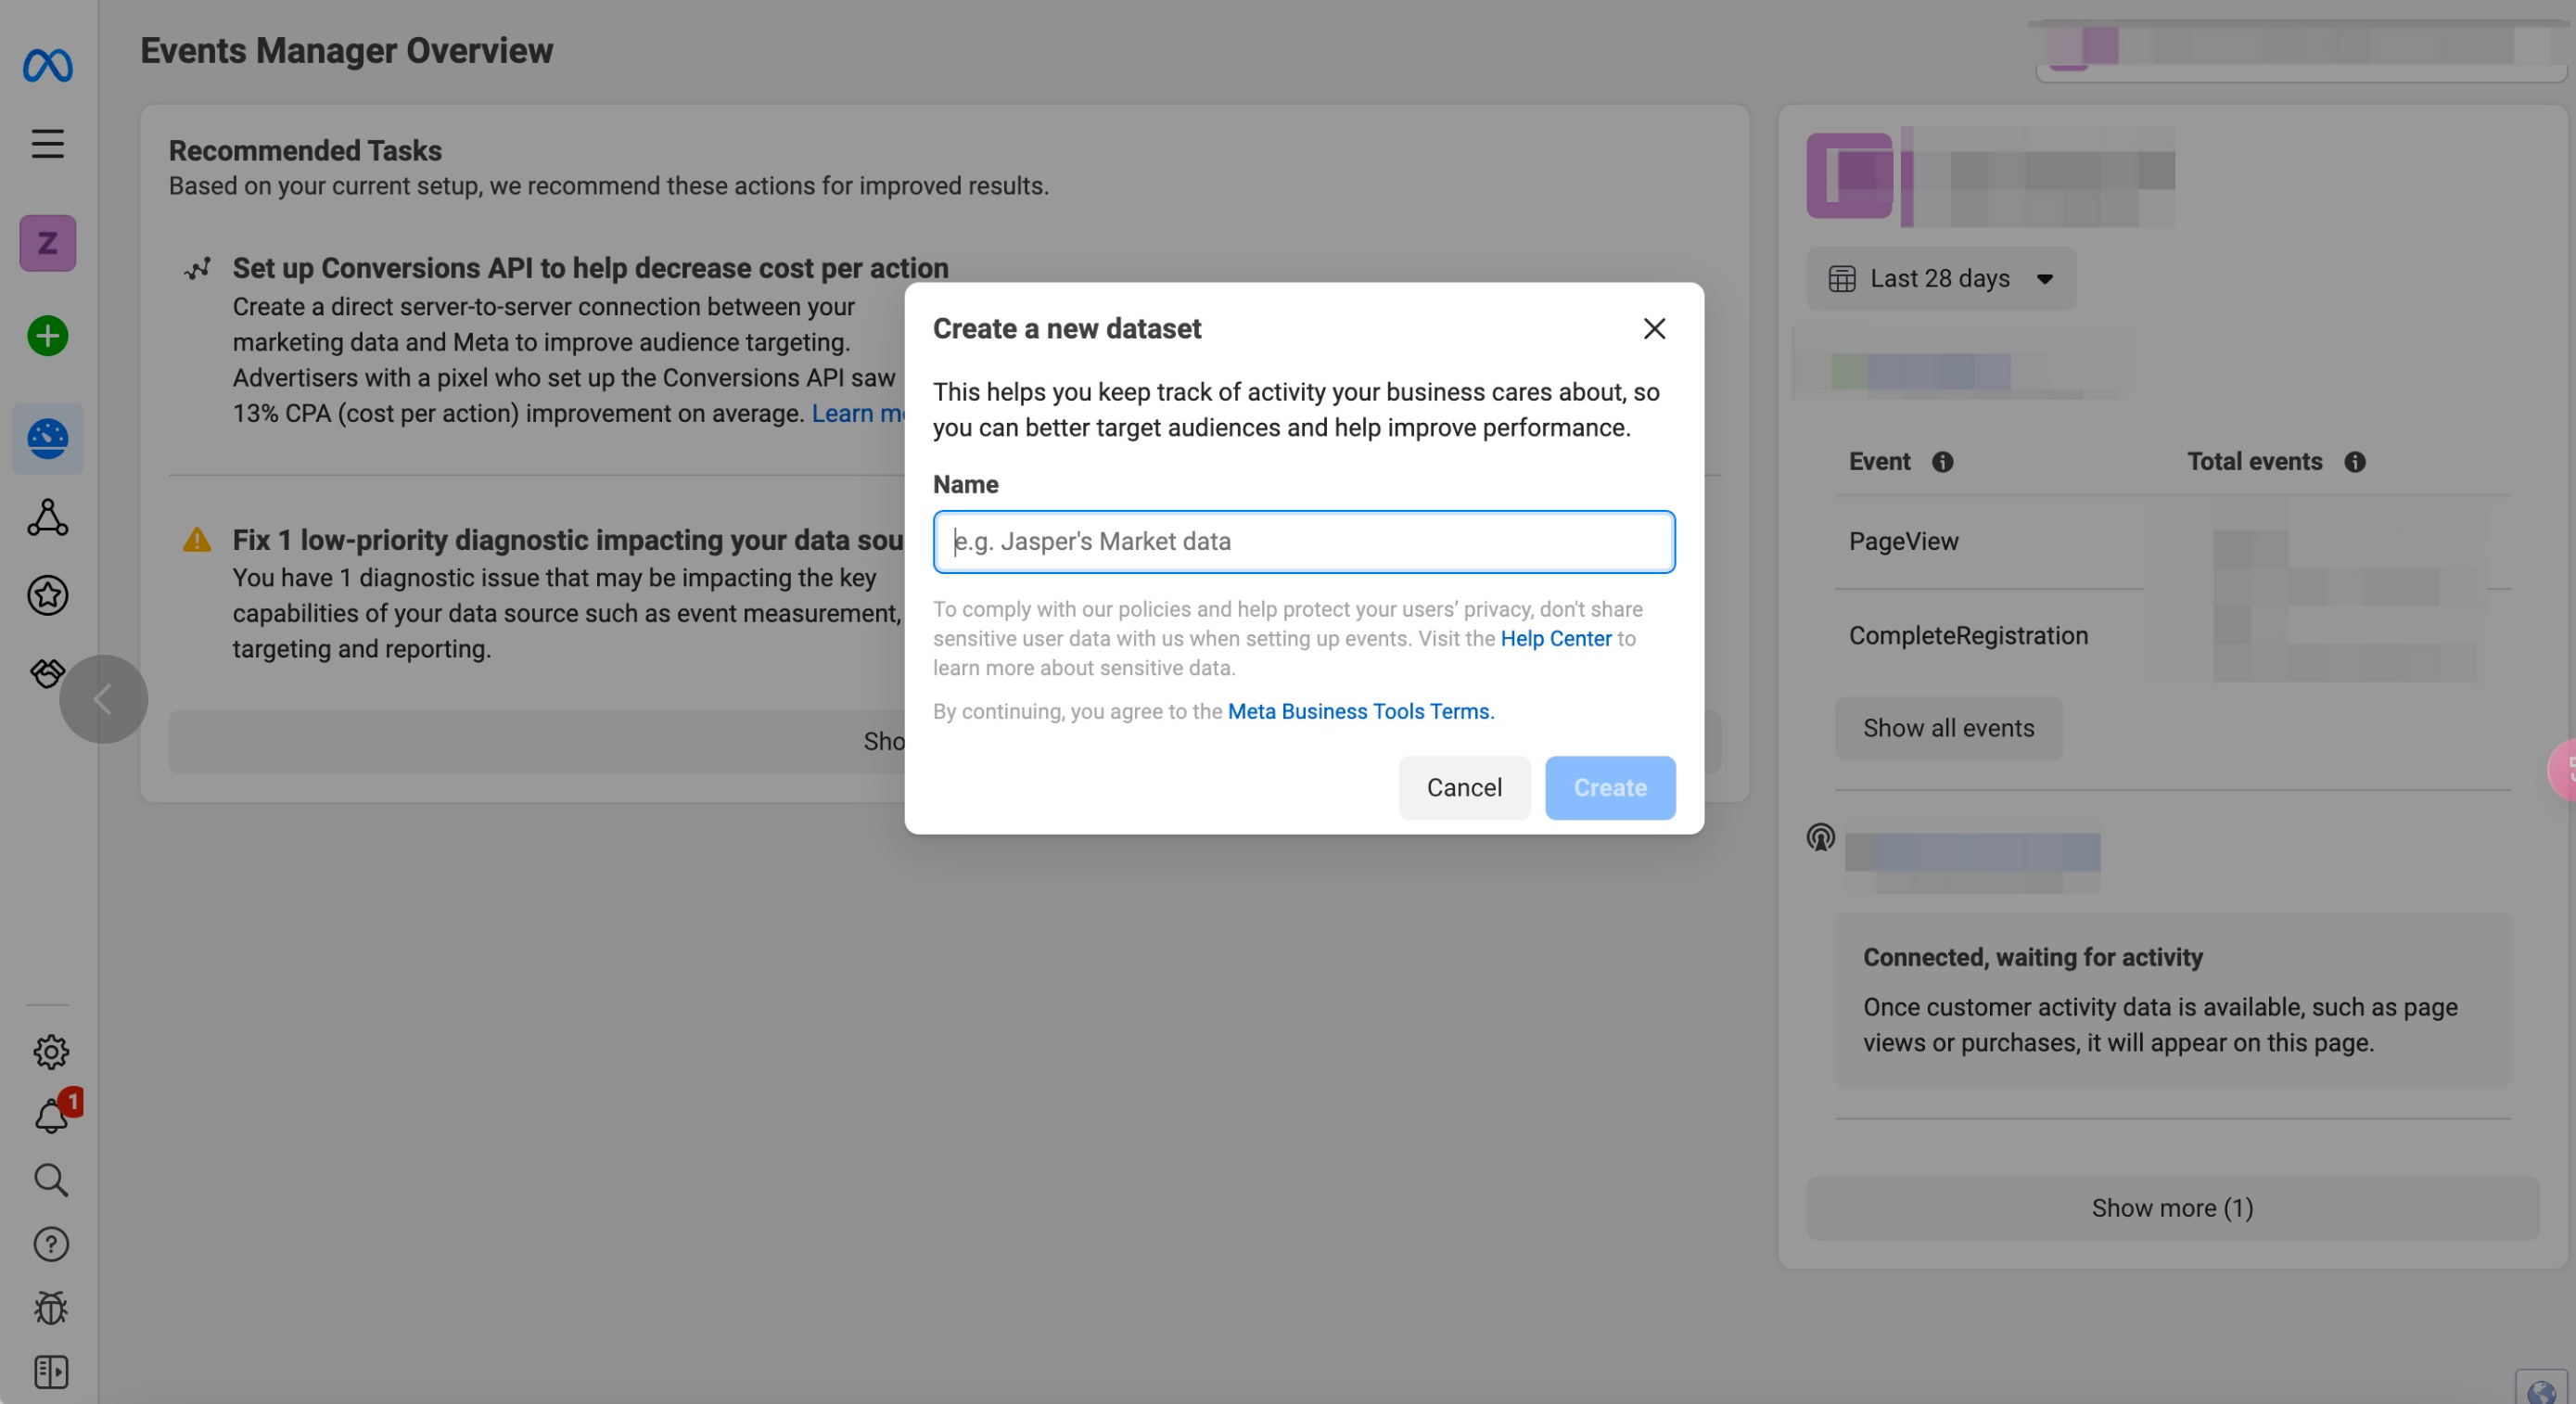 Events Manager Overview
Recommended Tasks
Based on your current setup, we recommend these actions for improved results.
Set up Conversions API to help decrease cost per action
Create a direct server-to-server connection between your
marketing data and Meta to improve audience targeting.
Advertisers with a pixel who set up the Conversions API saw
13% CPA (cost per action) improvement on average. Learn
Fix 1 low-priority diagnostic impacting your data
You have 1 diagnostic issue that may be impacting the key
capabilities of your data source such as event measurement,
targeting and reporting.
Z
1
Create a new dataset
This helps you keep track of activity your business cares about, so
you can better target audiences and help improve performance.
Name
e.g. Jasper's Market data
To comply with our policies and help protect your users’ privacy, don't share
sensitive user data with us when setting up events. Visit the Help Center to
learn more about sensitive data.
By continuing, you agree to the Meta Business Tools Terms.
Cancel
Create
Last 28 days
Event
Total events
PageView
CompleteRegistration
Show all events
Connected, waiting for activity
Once customer activity data is available, such as page
views or purchases, it will appear on this page.
Show more (1)